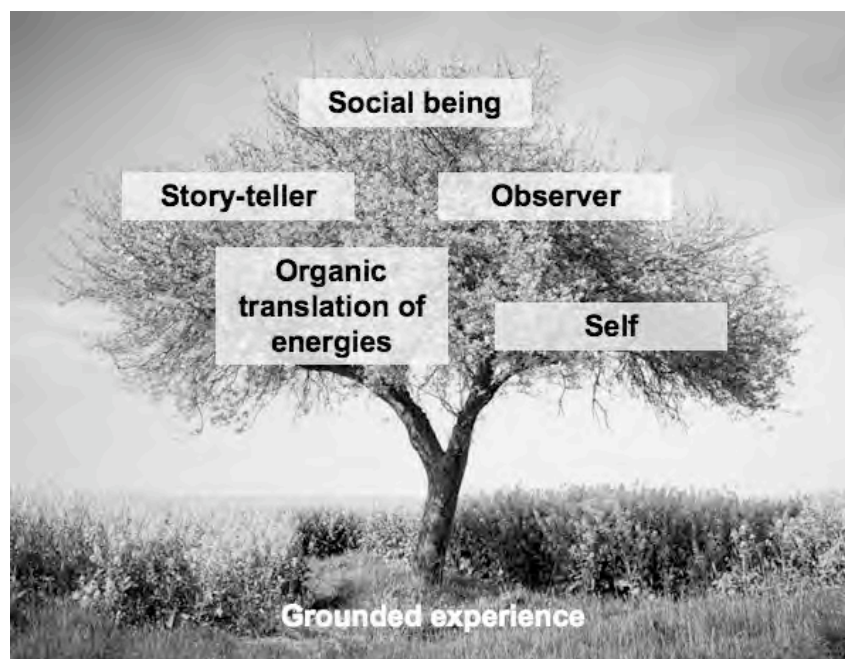 Social being
Story-teller
Observer
Organic
translation of
energies
Self
Grounded experience